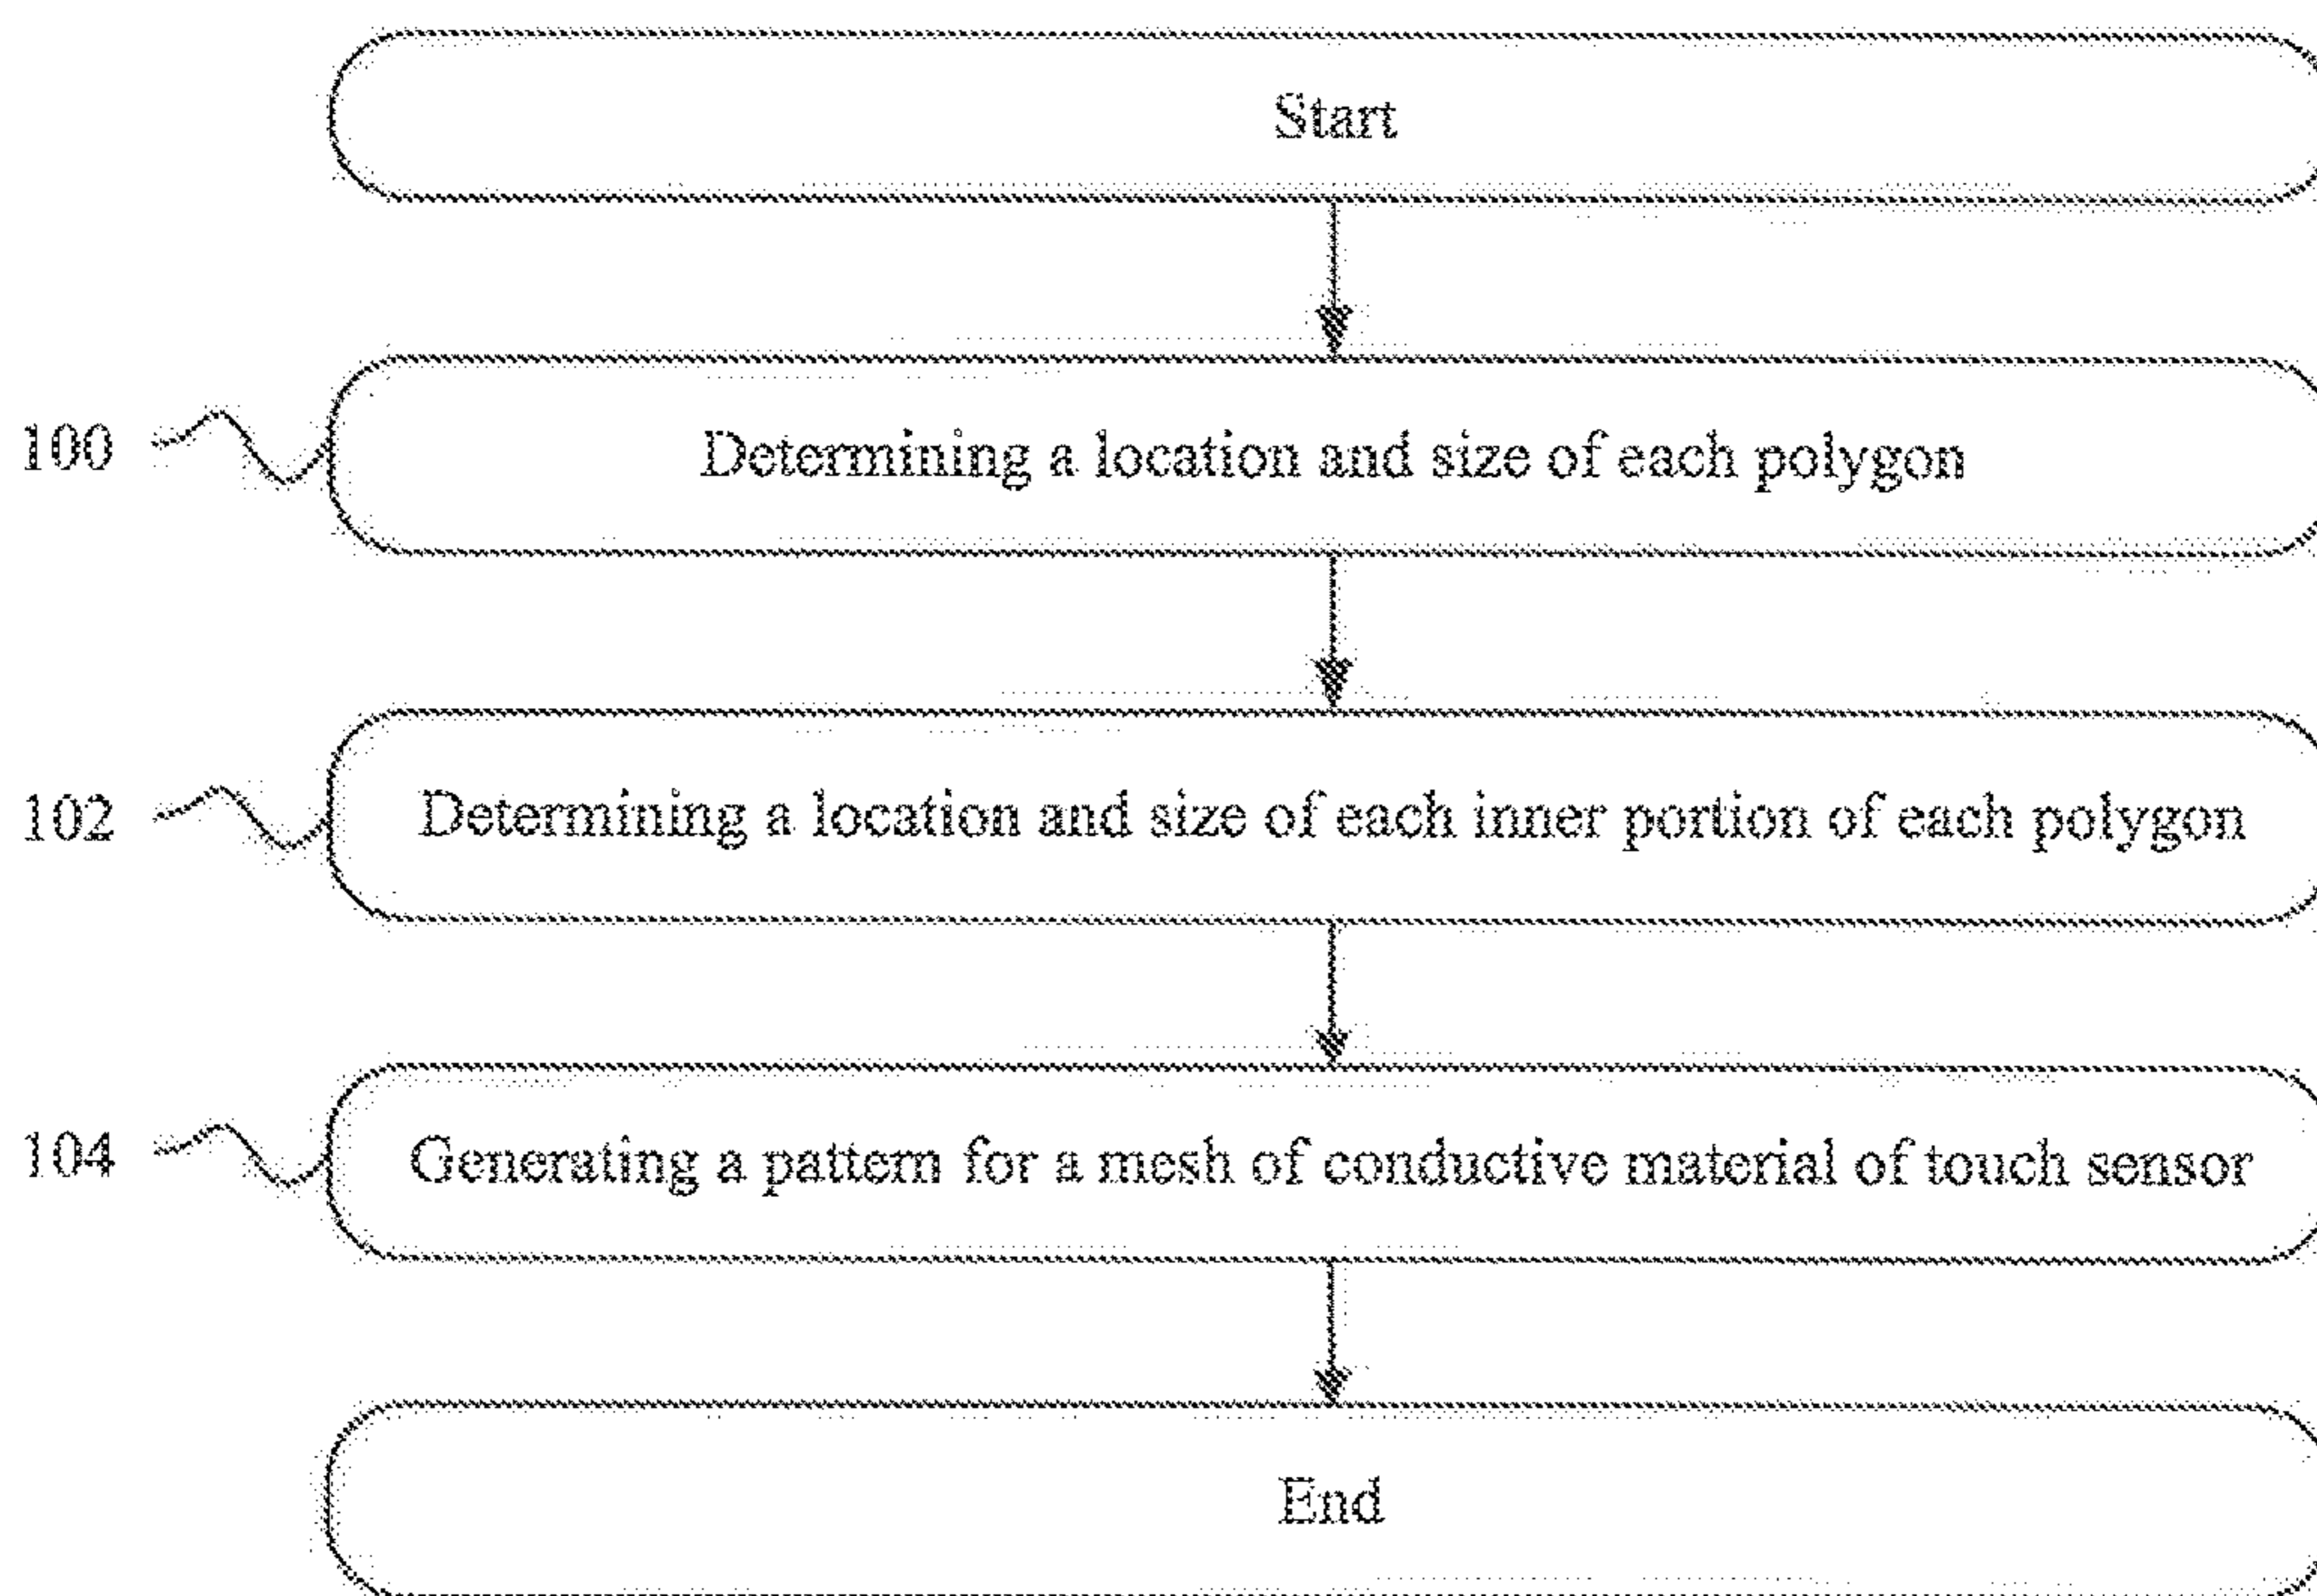 Start
100 Determining a location and size of each polygon
102 Determining a location and size of each inner portion of each polygon
104 Generating a pattern for a mesh of conductive material of touch sensor
End